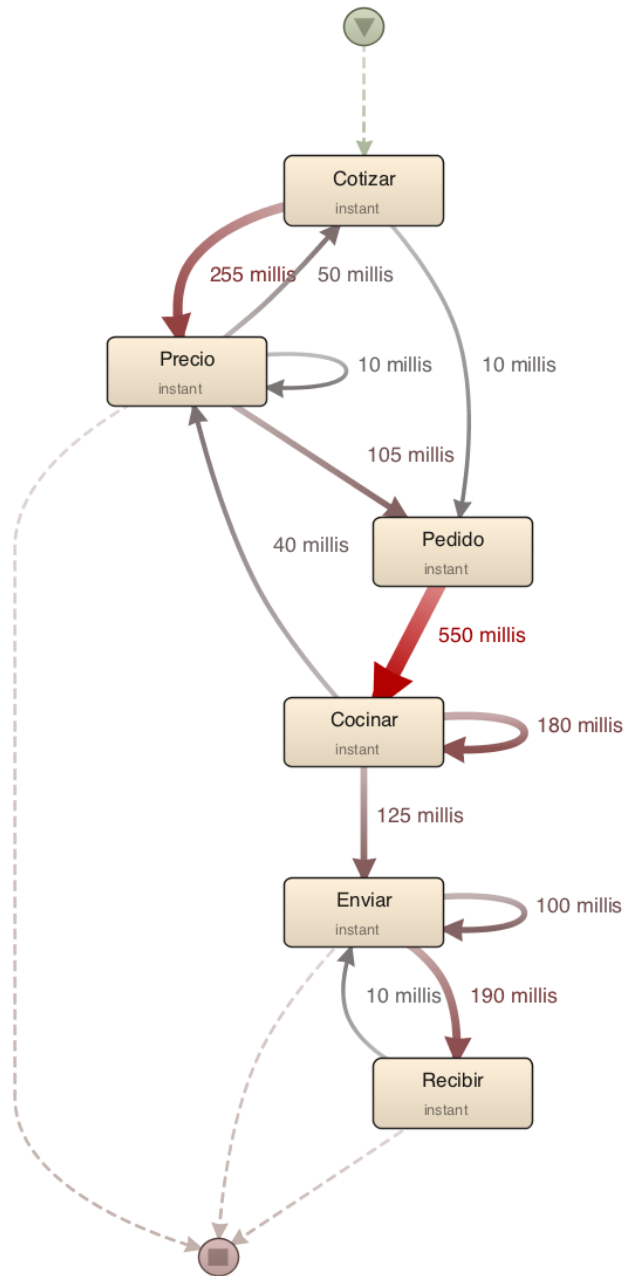 Cotizar
instant
255 millis
50 millis
Precio
instant
10 millis
10 millis
105 millis
40 millis
Pedido
instant
550 millis
Cocinar
instant
180 millis
125 millis
Enviar
instant
100 millis
10 millis
190 millis
Recibir
instant